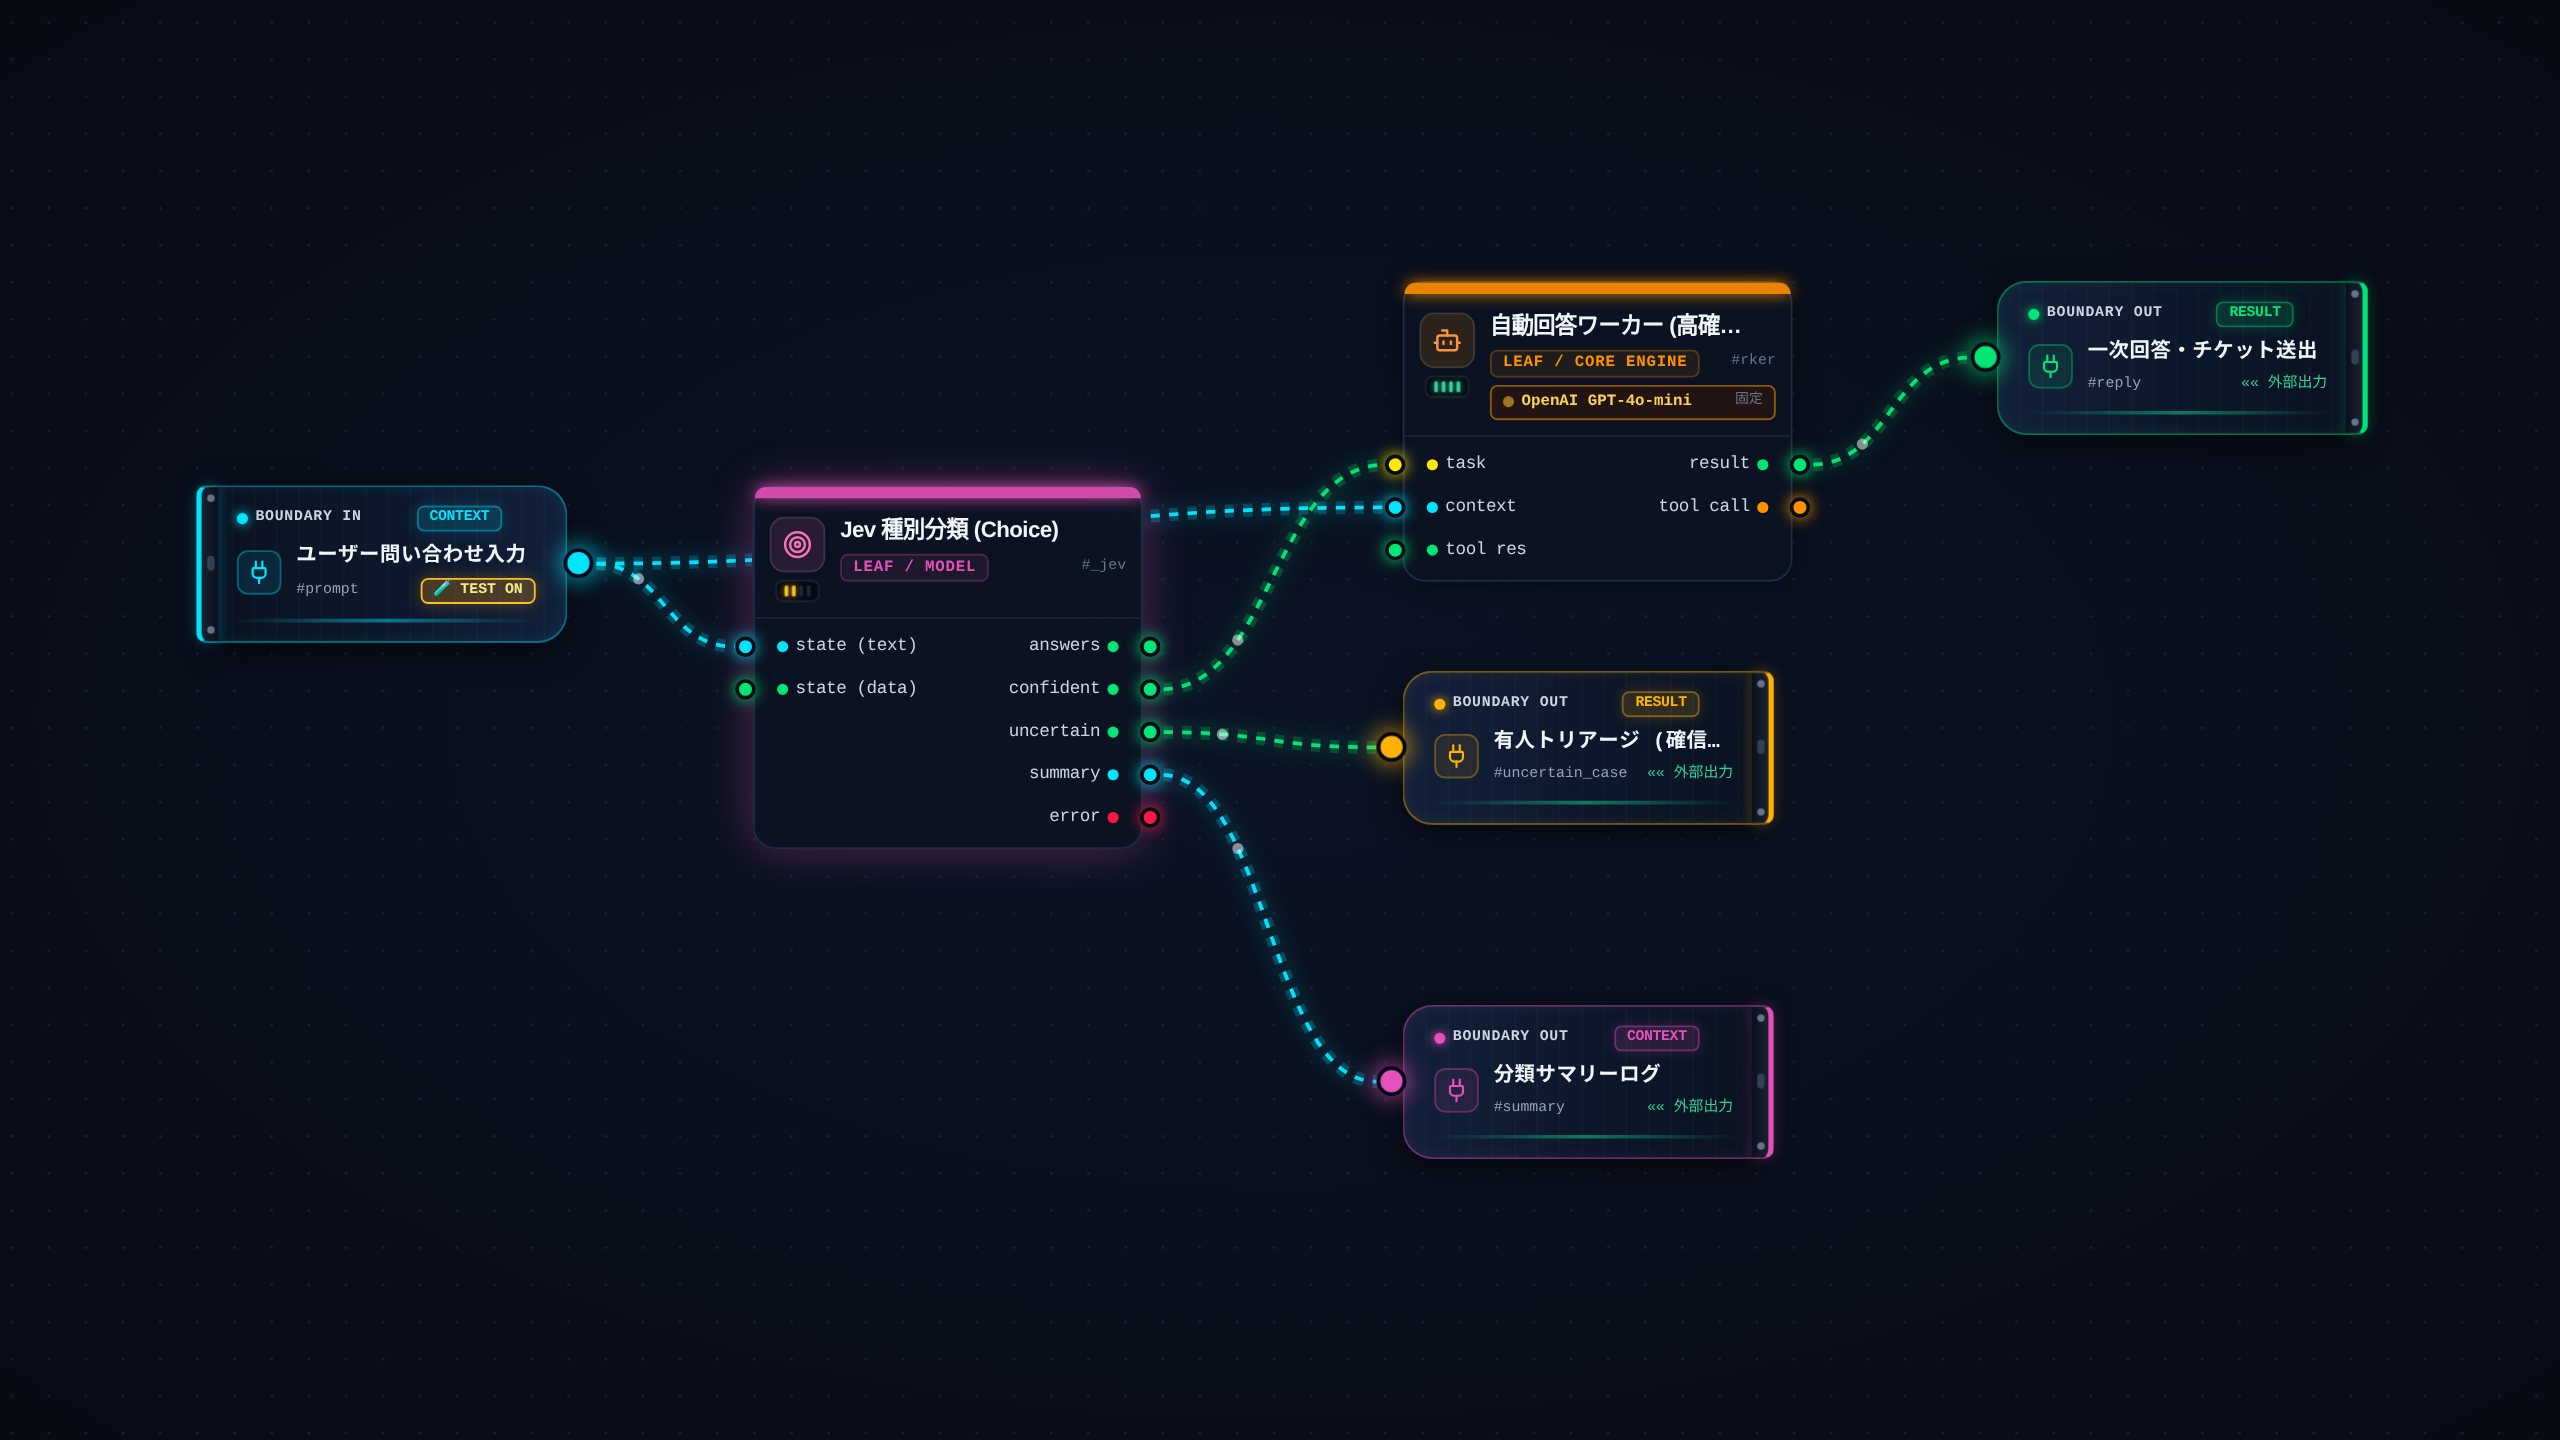 BOUNDARY IN
CONTEXT
ユーザー問い合わせ入力
#prompt
🧪 TEST ON
Jev 種別分類 (Choice)
LEAF / MODEL
#_jev
state (text)
answers
state (data)
confident
uncertain
summary
error
自動回答ワーカー (高確…
LEAF / CORE ENGINE
#rker
OpenAI GPT-4o-mini
固定
task
result
context
tool call
tool res
BOUNDARY OUT
RESULT
一次回答・チケット送出
#reply
«« 外部出力
BOUNDARY OUT
RESULT
有人トリアージ (確信…
#uncertain_case
«« 外部出力
BOUNDARY OUT
CONTEXT
分類サマリーログ
#summary
«« 外部出力